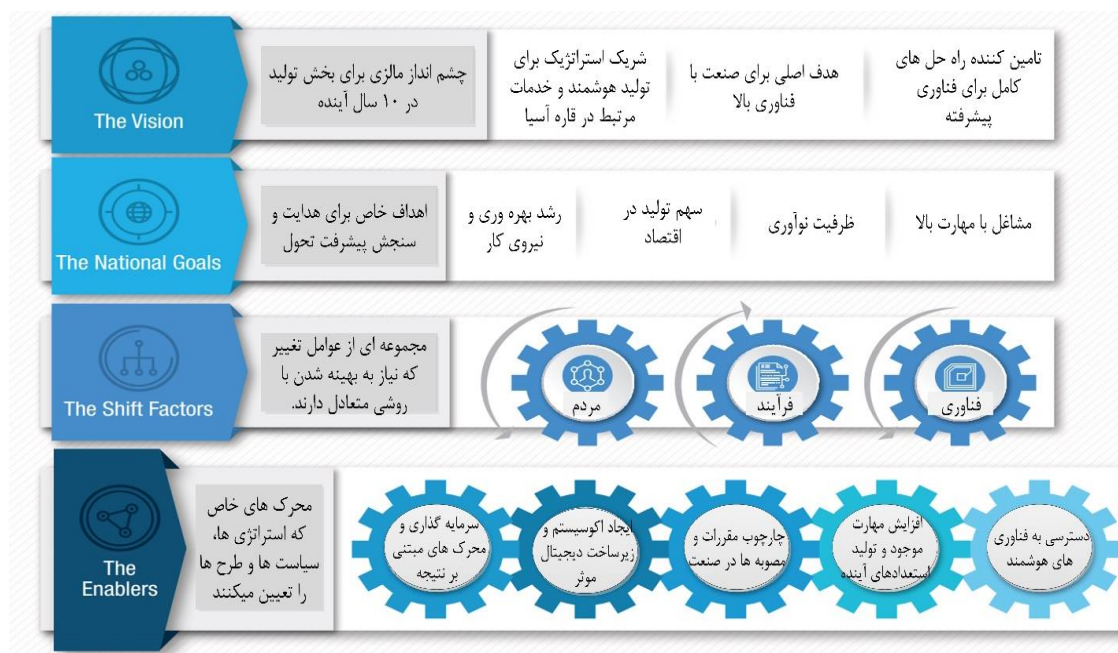 The Vision
چشم انداز مالزی برای بخش تولید
در ۱۰ سال آینده
شریک استراتژیک برای
تولید هوشمند و خدمات
مرتبط در قاره آسیا
هدف اصلی برای صنعت با
فناوری بالا
تامین کننده راه حل های
کامل برای فناوری
پیشرفته
The National Goals
اهداف خاص برای هدایت و
سنجش پیشرفت تحول
رشد بهره وری و
نیروی کار
سهم تولید در
اقتصاد
ظرفیت نوآوری
مشاغل با مهارت بالا
The Shift Factors
مجموعه ای از عوامل تغییر
که نیاز به بهینه شدن با
روشی متعادل دارند.
مردم
فرآیند
فناوری
The
Enablers
محرک های خاص
که استراتژی ها،
سیاست ها و طرح ها
را تعیین میکنند
سرمایه گذاری و
محرک های مبتنی
بر نتیجه
ایجاد اکوسیستم و
زیرساخت دیجیتال
موثر
چارچوب مقررات و
مصوبه ها در صنعت
افزایش مهارت
موجود و تولید
استعدادهای آینده
دسترسی به فناوری
های هوشمند